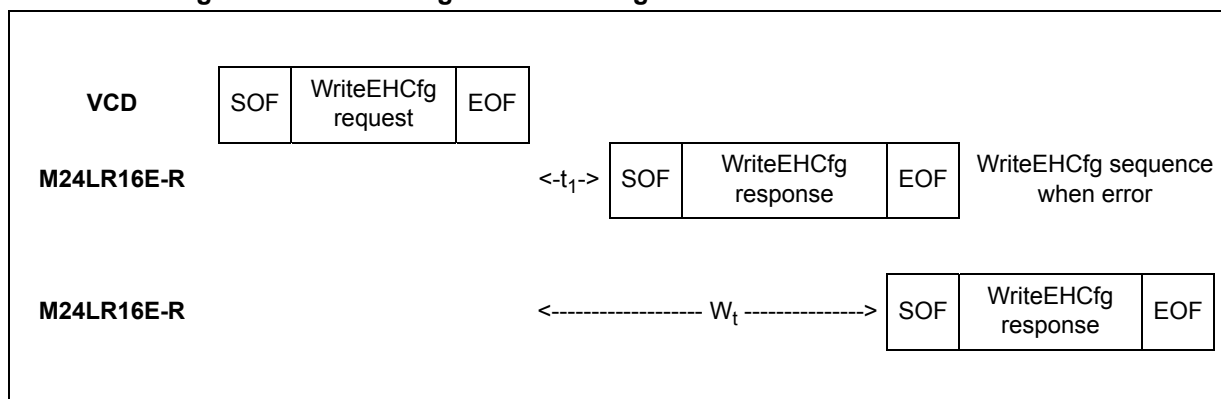 VCD SOF WriteEHCfg request EOF
M24LR16E-R <-t₁-> SOF WriteEHCfg response EOF WriteEHCfg sequence when error
M24LR16E-R <------------------- Wₜ ---------------> SOF WriteEHCfg response EOF